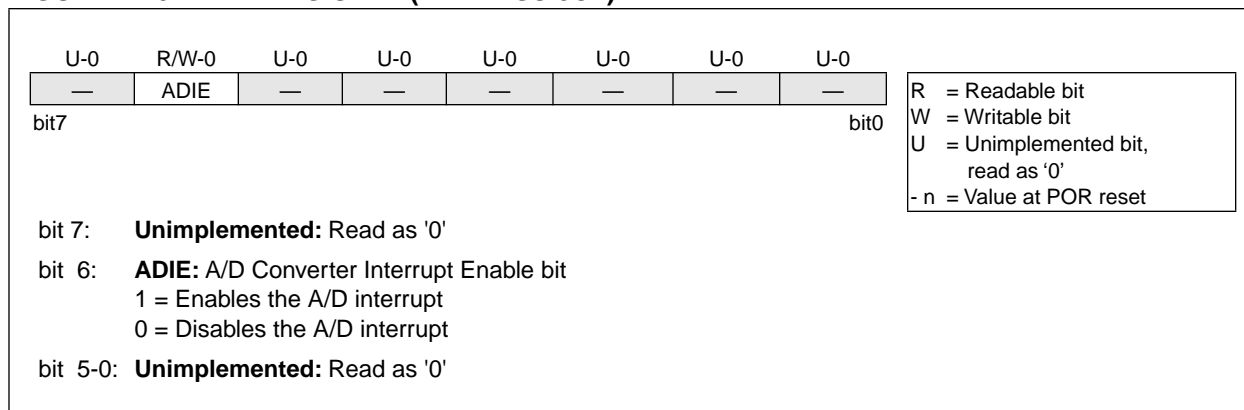 U-0 R/W-0 U-0 U-0 U-0 U-0 U-0 U-0
— ADIE — — — — — —
bit7 bit0
R = Readable bit
W = Writable bit
U = Unimplemented bit,
read as ‘0’
- n = Value at POR reset
bit 7: Unimplemented: Read as '0'
bit 6: ADIE: A/D Converter Interrupt Enable bit
1 = Enables the A/D interrupt
0 = Disables the A/D interrupt
bit 5-0: Unimplemented: Read as '0'